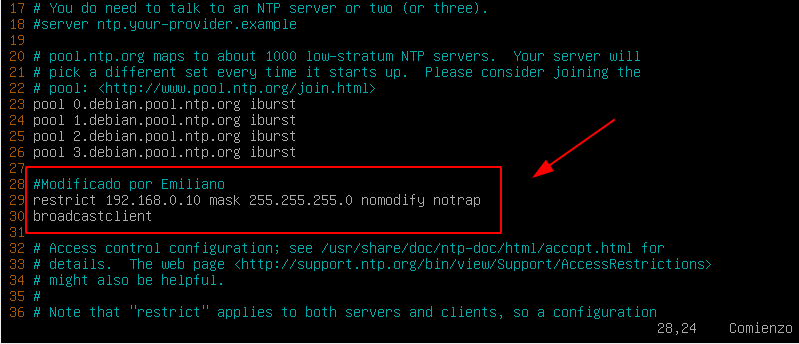 17 # You do need to talk to an NTP server or two (or three).
18 #server ntp.your-provider.example
19
20 # pool.ntp.org maps to about 1000 low-stratum NTP servers.  Your server will
21 # pick a different set every time it starts up.  Please consider joining the
22 # pool: <http://www.pool.ntp.org/join.html>
23 pool 0.debian.pool.ntp.org iburst
24 pool 1.debian.pool.ntp.org iburst
25 pool 2.debian.pool.ntp.org iburst
26 pool 3.debian.pool.ntp.org iburst
27
28 #Modificado por Emiliano
29 restrict 192.168.0.10 mask 255.255.255.0 nomodify notrap
30 broadcastclient
31
32 # Access control configuration; see /usr/share/doc/ntp-doc/html/accopt.html for
33 # details.  The web page <http://support.ntp.org/bin/view/Support/AccessRestrictions>
34 # might also be helpful.
35 #
36 # Note that "restrict" applies to both servers and clients, so a configuration
28,24 Comienzo